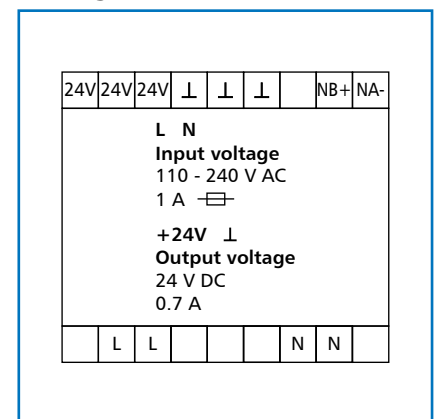 24V 24V 24V ⊥ ⊥ ⊥ NB+ NA-
L N
Input voltage
110 - 240 V AC
1 A
+24V ⊥
Output voltage
24 V DC
0.7 A
L L N N